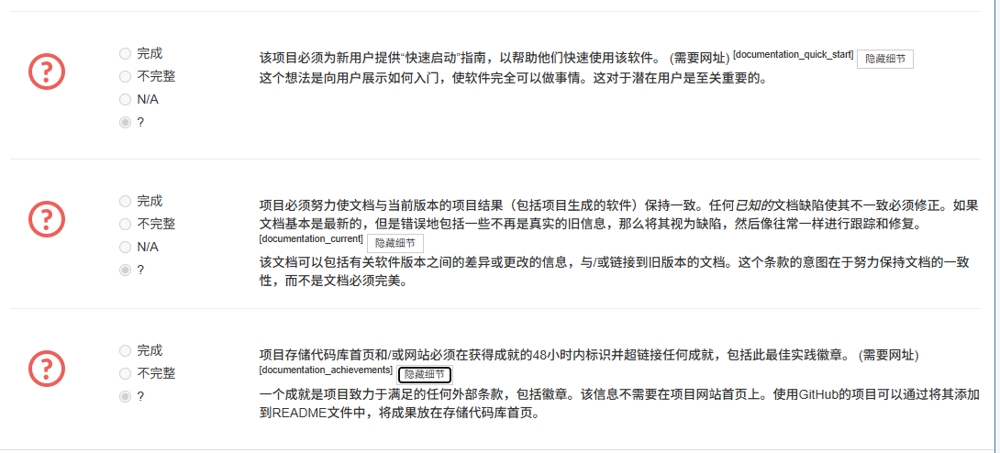 完成
不完整
N/A
?
该项目必须为新用户提供“快速启动”指南，以帮助他们快速使用该软件。 (需要网址) [documentation_quick_start] 隐藏细节
这个想法是向用户展示如何入门，使软件完全可以做事情。这对于潜在用户是至关重要的。
完成
不完整
N/A
?
项目必须努力使文档与当前版本的项目结果（包括项目生成的软件）保持一致。任何已知的文档缺陷使其不一致必须修正。如果
文档基本是最新的，但是错误地包括一些不再是真实的旧信息，那么将其视为缺陷，然后像往常一样进行跟踪和修复。
[documentation_current] 隐藏细节
该文档可以包括有关软件版本之间的差异或更改的信息，与/或链接到旧版本的文档。这个条款的意图在于努力保持文档的一致
性，而不是文档必须完美。
完成
不完整
?
项目存储代码库首页和/或网站必须在获得成就的48小时内标识并超链接任何成就，包括此最佳实践徽章。 (需要网址)
[documentation_achievements] 隐藏细节
一个成就是项目致力于满足的任何外部条款，包括徽章。该信息不需要在项目网站首页上。使用GitHub的项目可以通过将其添加
到README文件中，将成果放在存储代码库首页。